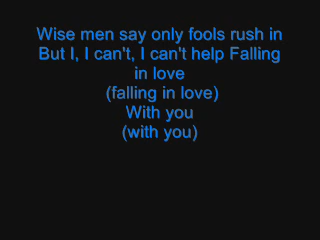 Wise men say only fools rush in
But I, I can't, I can't help Falling
in love
(falling in love)
With you
(with you)